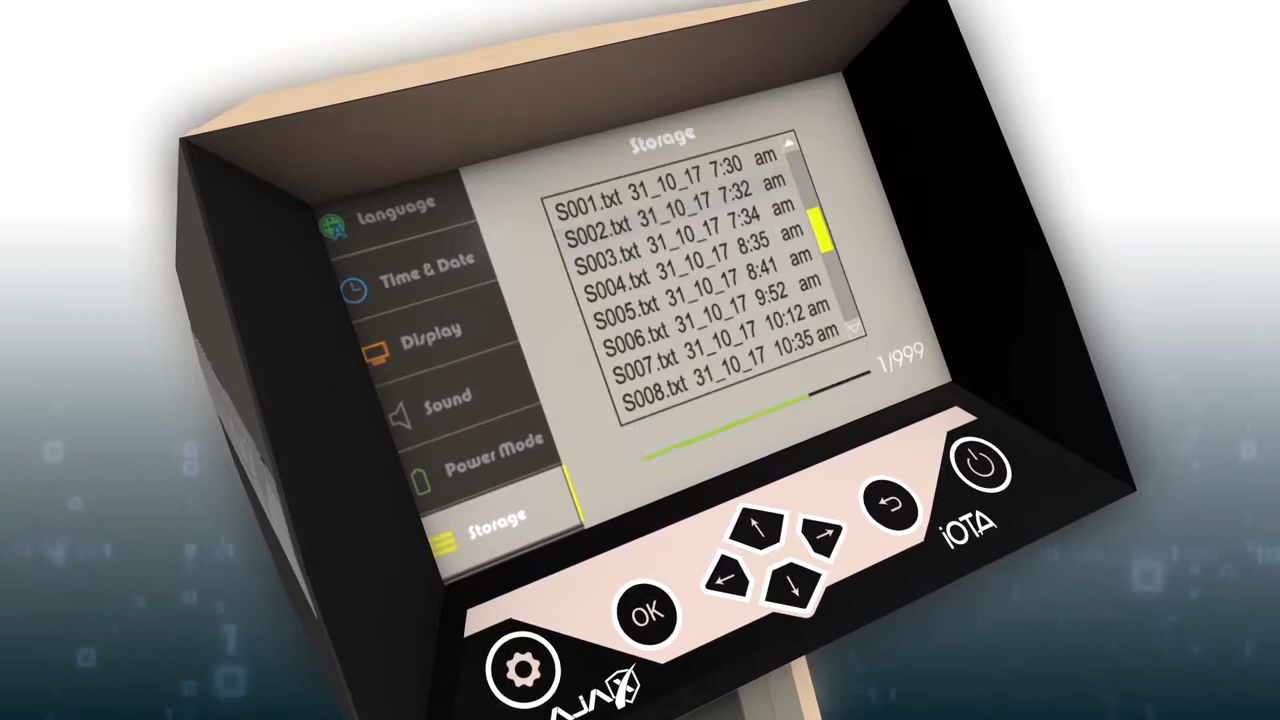 Storage
Language
Time & Date
Display
Sound
Power Mode
Storage
S001.txt 31_10_17 7:30 am
S002.txt 31_10_17 7:32 am
S003.txt 31_10_17 7:34 am
S004.txt 31_10_17 8:35 am
S005.txt 31_10_17 8:41 am
S006.txt 31_10_17 9:52 am
S007.txt 31_10_17 10:12 am
S008.txt 31_10_17 10:35 am
1/999
OK
iOTA